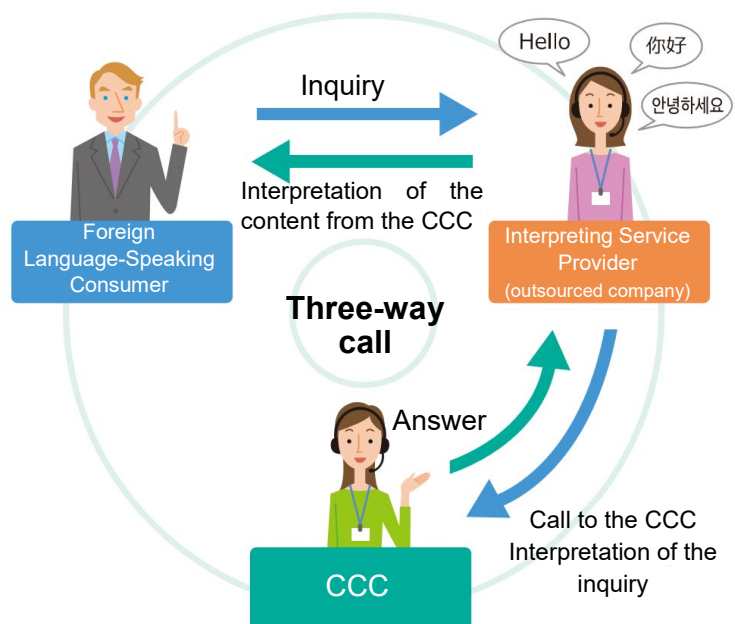 Hello
你好
안녕하세요
Inquiry
Interpretation of the
content from the CCC
Foreign
Language-Speaking
Consumer
Interpreting Service
Provider
(outsourced company)
Three-way
call
Answer
Call to the CCC
Interpretation of the
inquiry
CCC